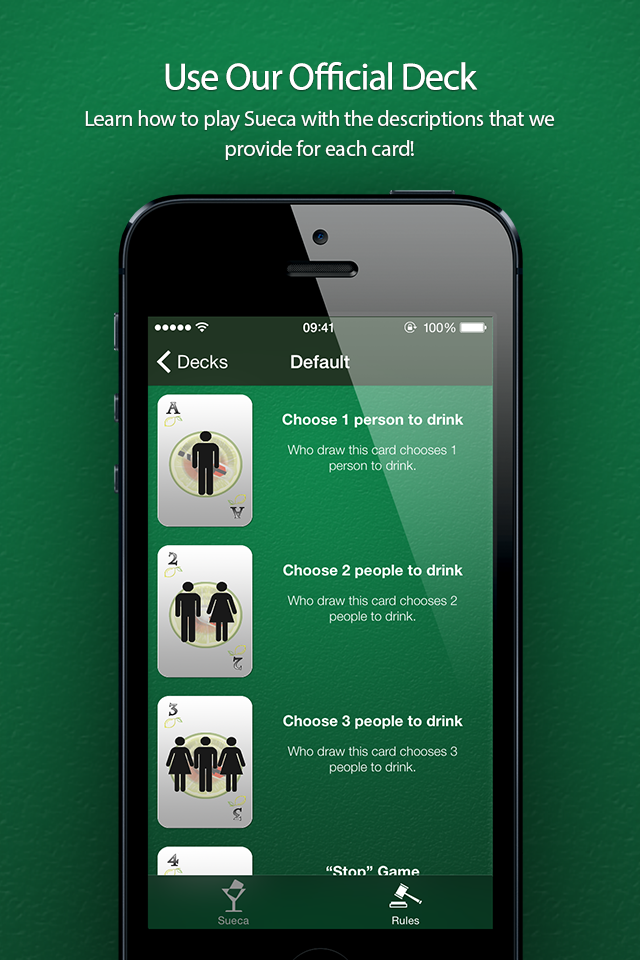 Use Our Official Deck
Learn how to play Sueca with the descriptions that we
provide for each card!
09:41
100%
Decks
Default
A
Choose 1 person to drink
Who draw this card chooses 1
person to drink.
A
2
Choose 2 people to drink
Who draw this card chooses 2
people to drink.
2
3
Choose 3 people to drink
Who draw this card chooses 3
people to drink.
3
4
“Stop” Game
Sueca
Rules